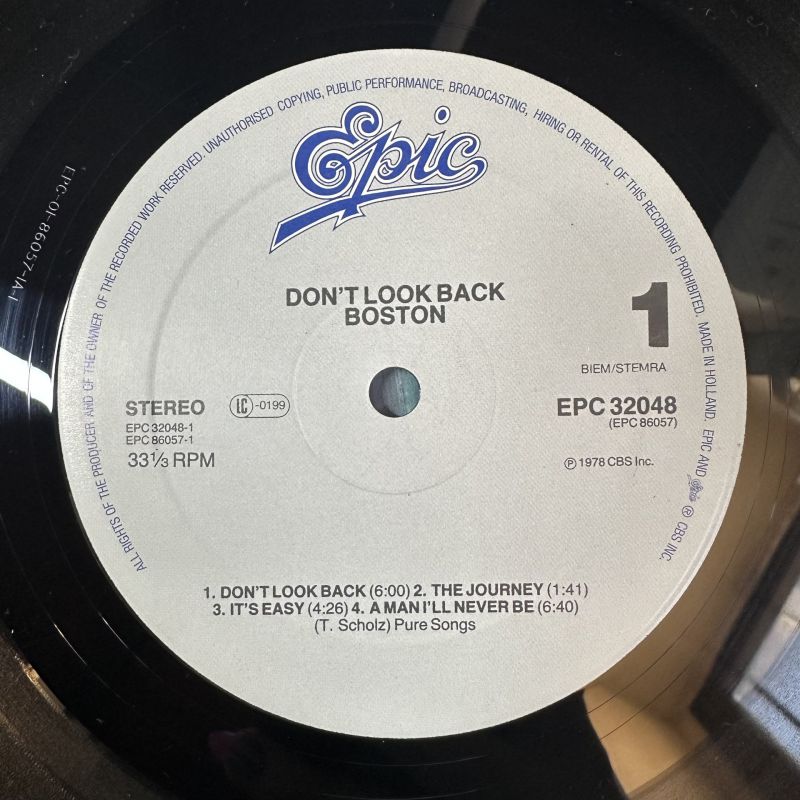 ALL RIGHTS OF THE PRODUCER AND OF THE OWNER OF THE RECORDED WORK RESERVED. UNAUTHORISED COPYING, PUBLIC PERFORMANCE, BROADCASTING, HIRING OR RENTAL OF THIS RECORDING PROHIBITED. MADE IN HOLLAND. EPIC AND Epic ® CBS INC.
Epic
DON'T LOOK BACK
BOSTON
1
BIEM/STEMRA
STEREO
LC-0199
EPC 32048-1
EPC 86057-1
33⅓ RPM
EPC 32048
(EPC 86057)
℗ 1978 CBS Inc.
1. DON'T LOOK BACK (6:00) 2. THE JOURNEY (1:41)
3. IT'S EASY (4:26) 4. A MAN I'LL NEVER BE (6:40)
(T. Scholz) Pure Songs
EPC-01-86057-1A-1